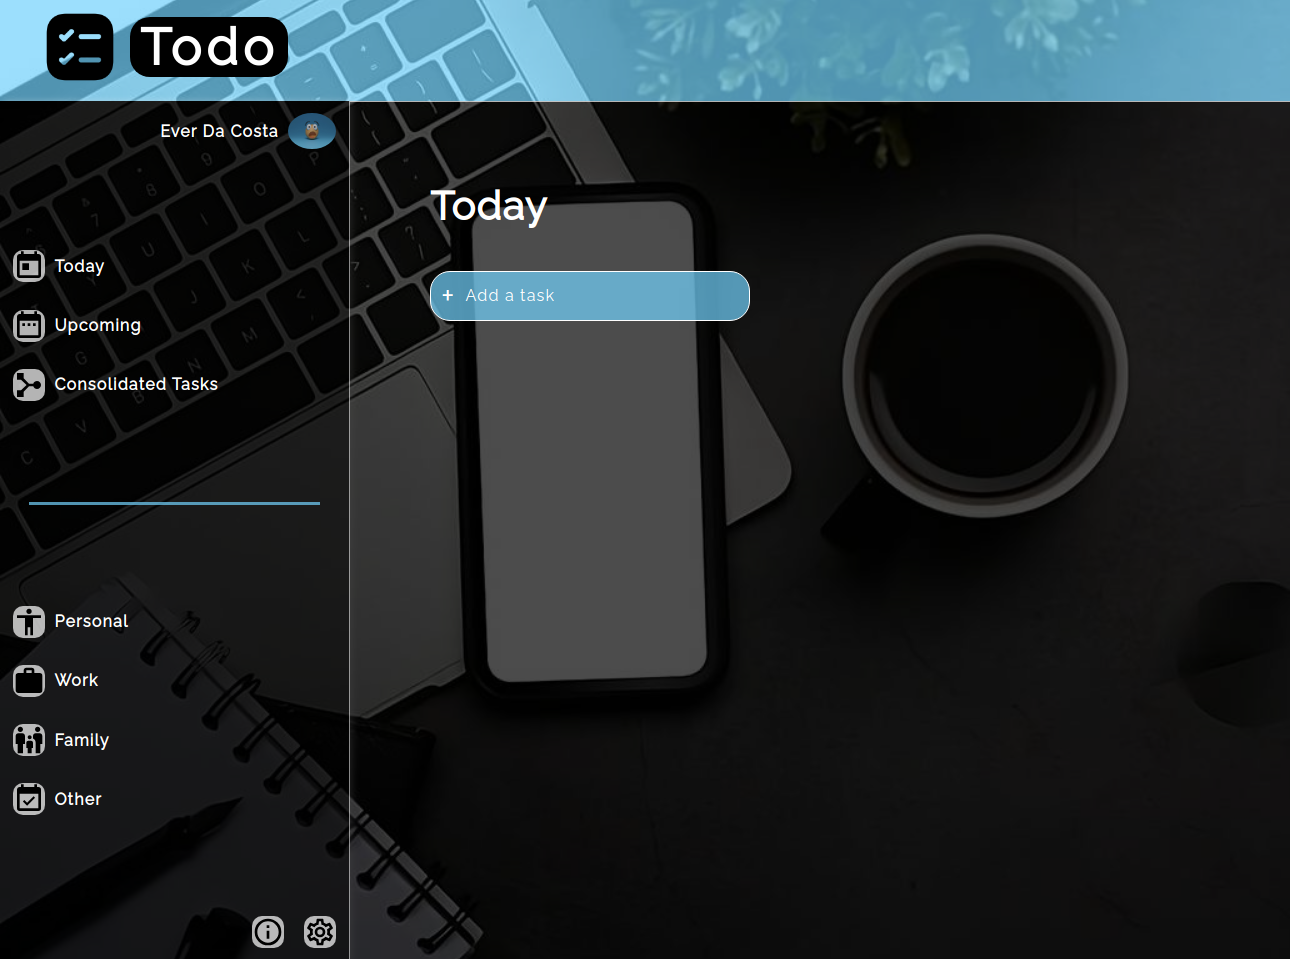 Todo
Ever Da Costa
Today
Upcoming
Consolidated Tasks
Personal
Work
Family
Other
Today
+ Add a task